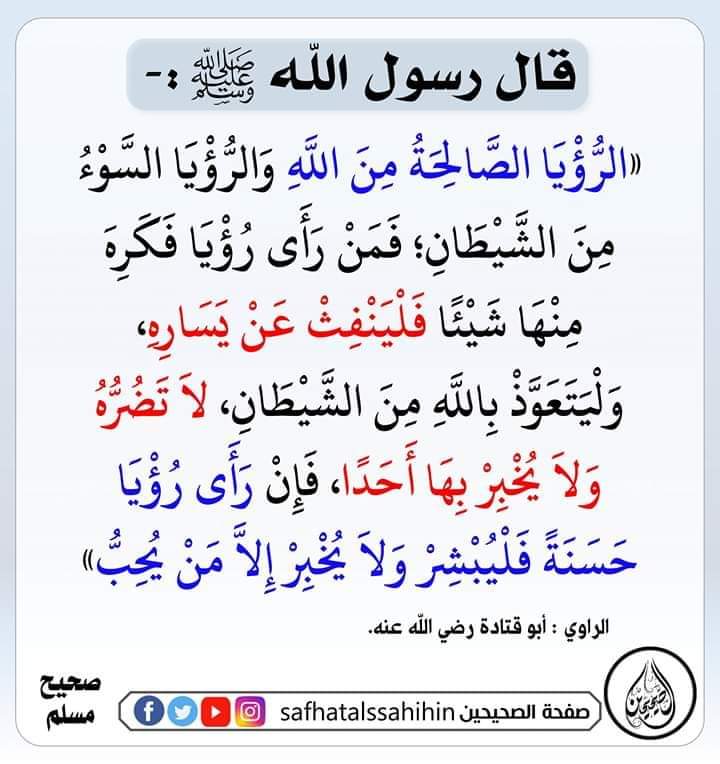 قال رسول الله ﷺ :-
«الرُّؤْيَا الصَّالِحَةُ مِنَ اللَّهِ وَالرُّؤْيَا السَّوْءُ
مِنَ الشَّيْطَانِ؛ فَمَنْ رَأَى رُؤْيَا فَكَرِهَ
مِنْهَا شَيْئًا فَلْيَنْفِثْ عَنْ يَسَارِهِ،
وَلْيَتَعَوَّذْ بِاللَّهِ مِنَ الشَّيْطَانِ، لاَ تَضُرُّهُ
وَلاَ يُخْبِرْ بِهَا أَحَدًا، فَإِنْ رَأَى رُؤْيَا
حَسَنَةً فَلْيُبْشِرْ وَلاَ يُخْبِرْ إِلاَّ مَنْ يُحِبُّ»
الراوي : أبو قتادة رضي الله عنه.
صحيح
مسلم
صفحة الصحيحين safhatalssahihin